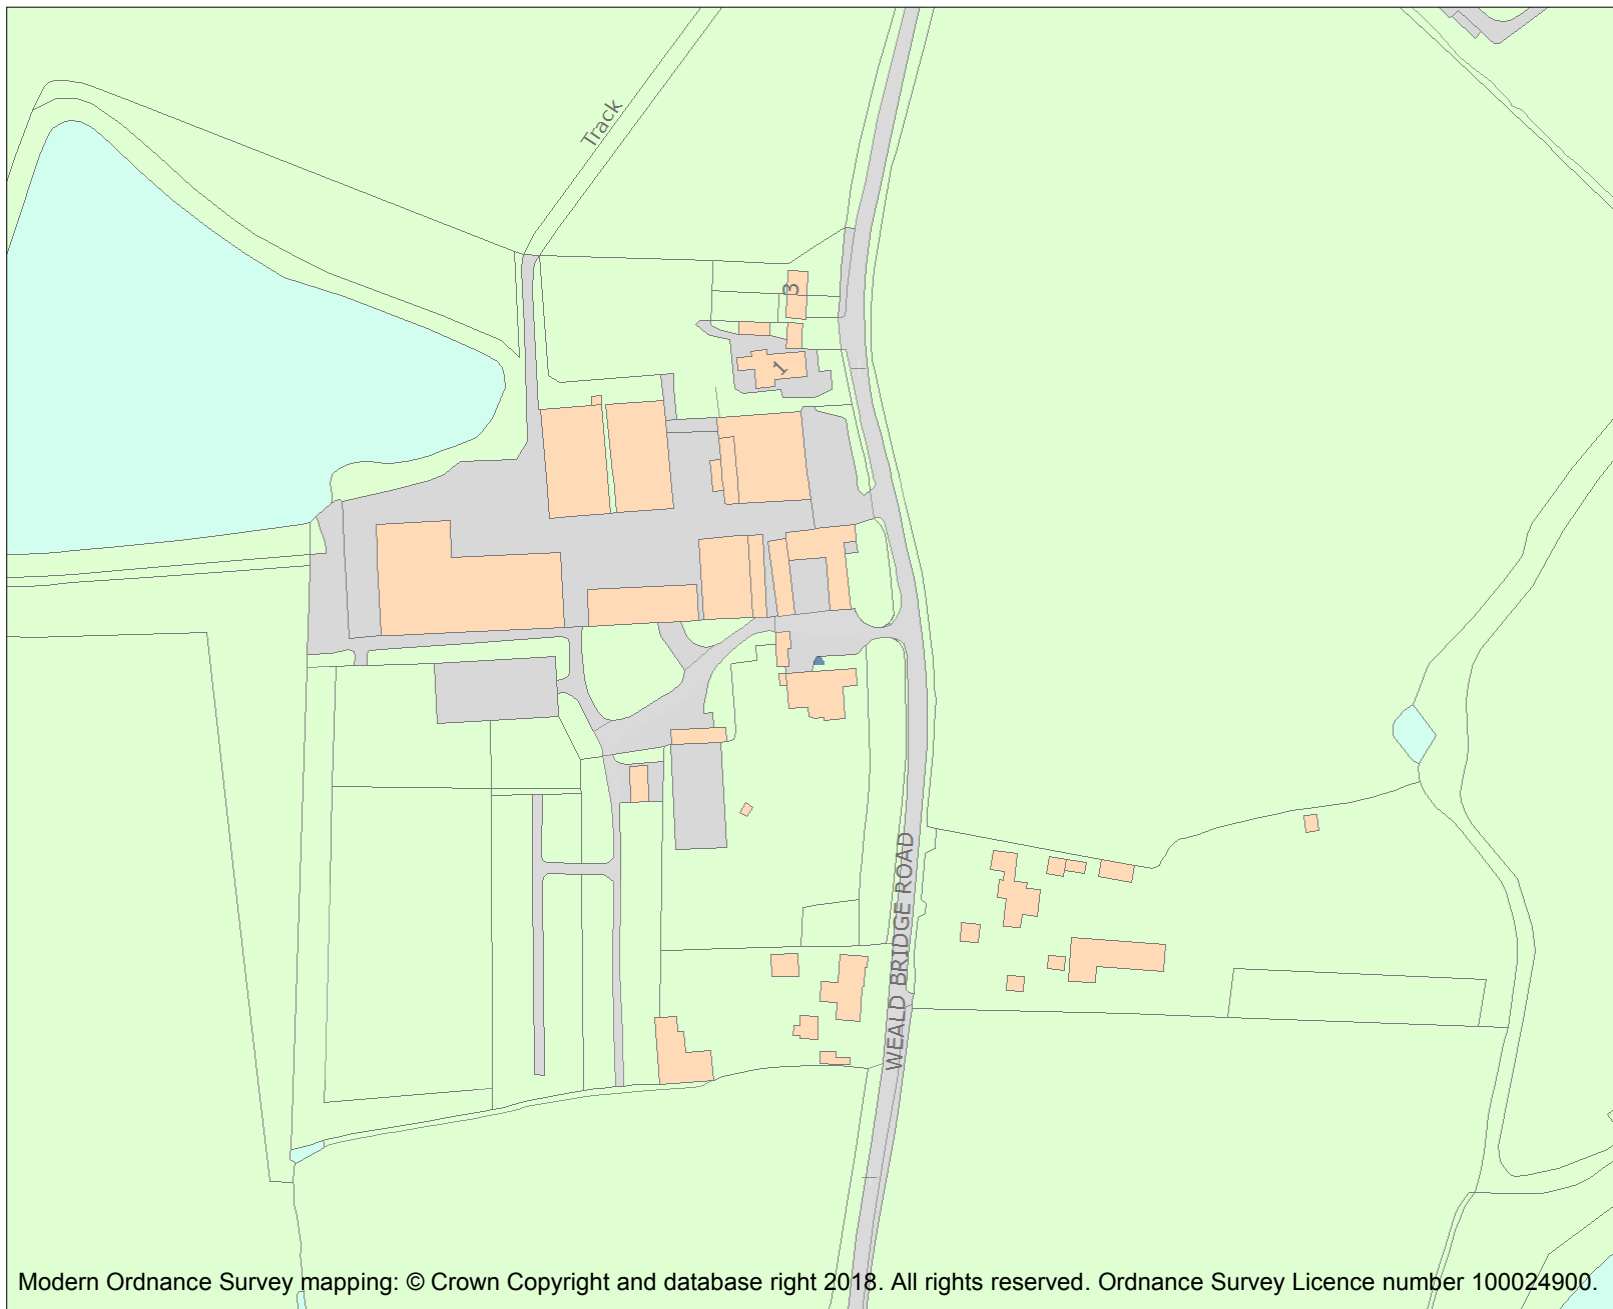 Track
3
1
WEALD BRIDGE ROAD
Modern Ordnance Survey mapping: © Crown Copyright and database right 2018. All rights reserved. Ordnance Survey Licence number 100024900.